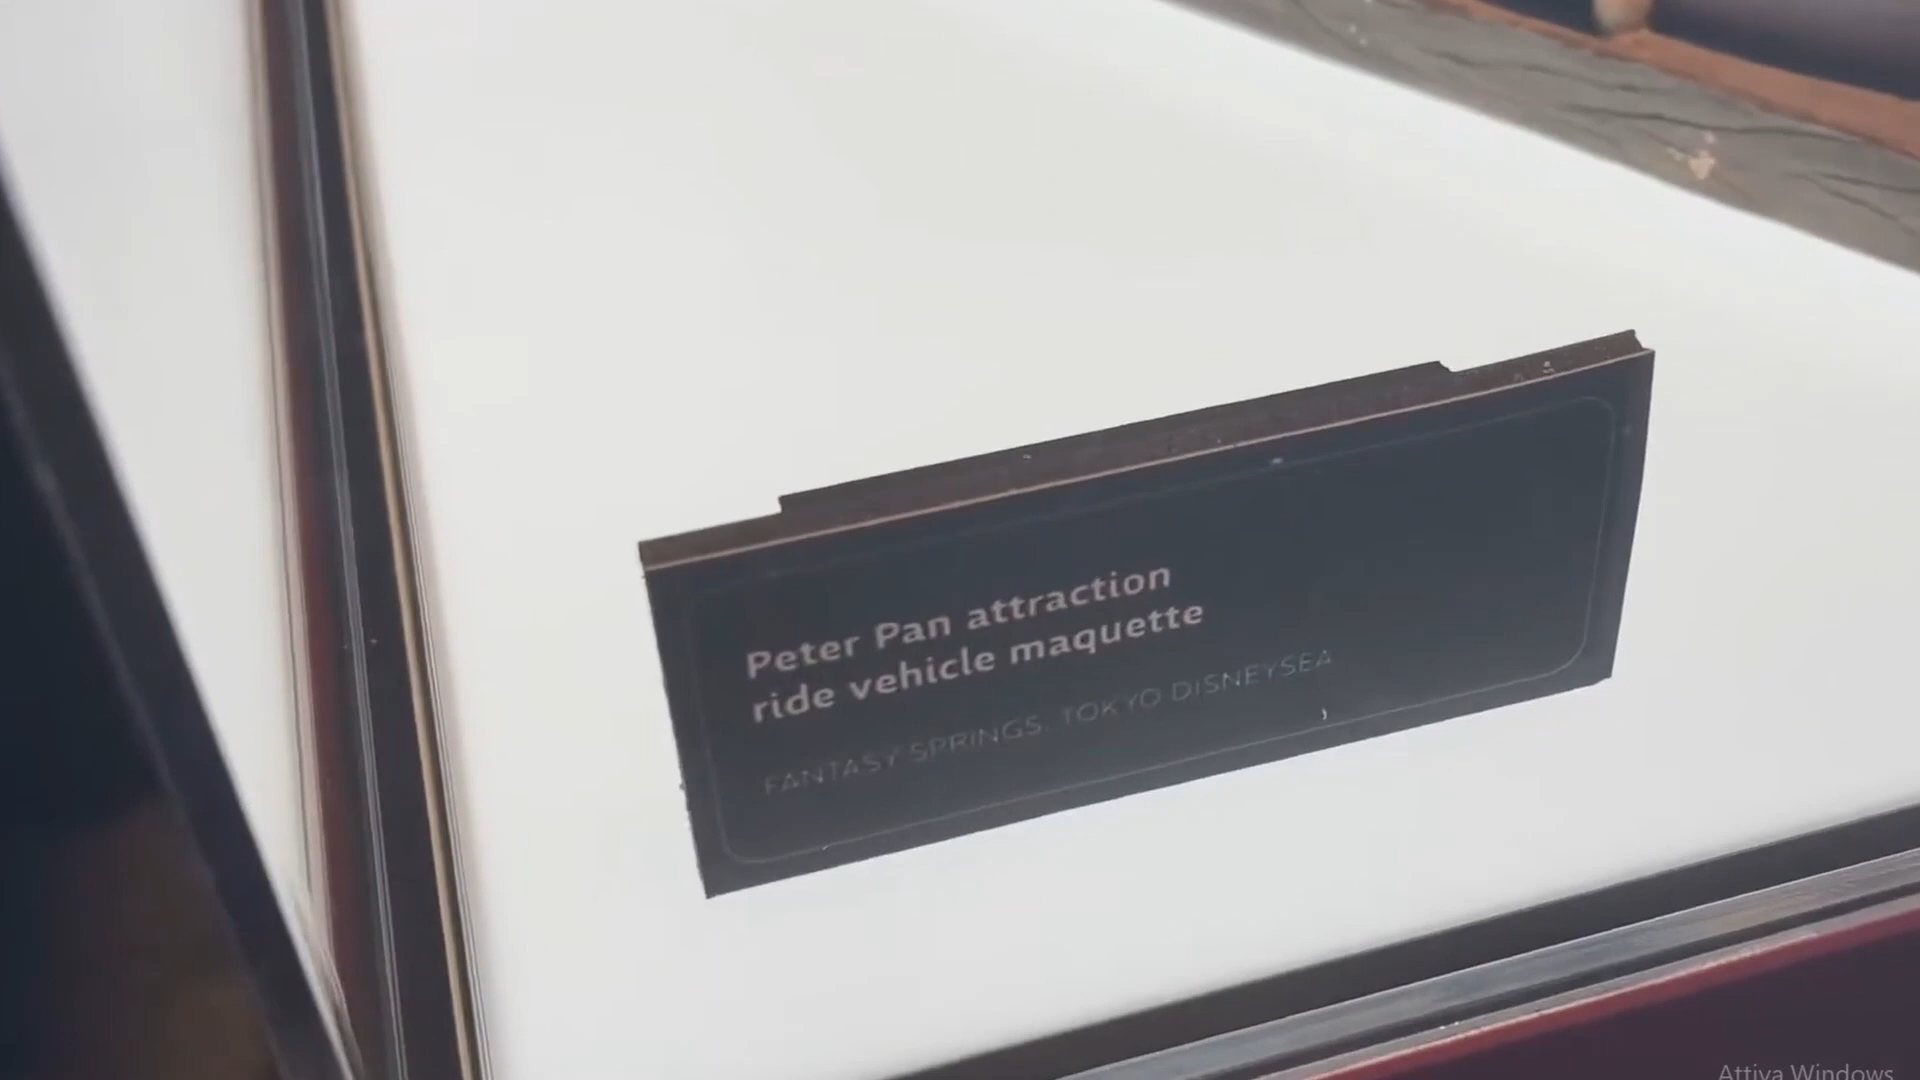 Peter Pan attraction
ride vehicle maquette
FANTASY SPRINGS, TOKYO DISNEYSEA
Attiva Windows